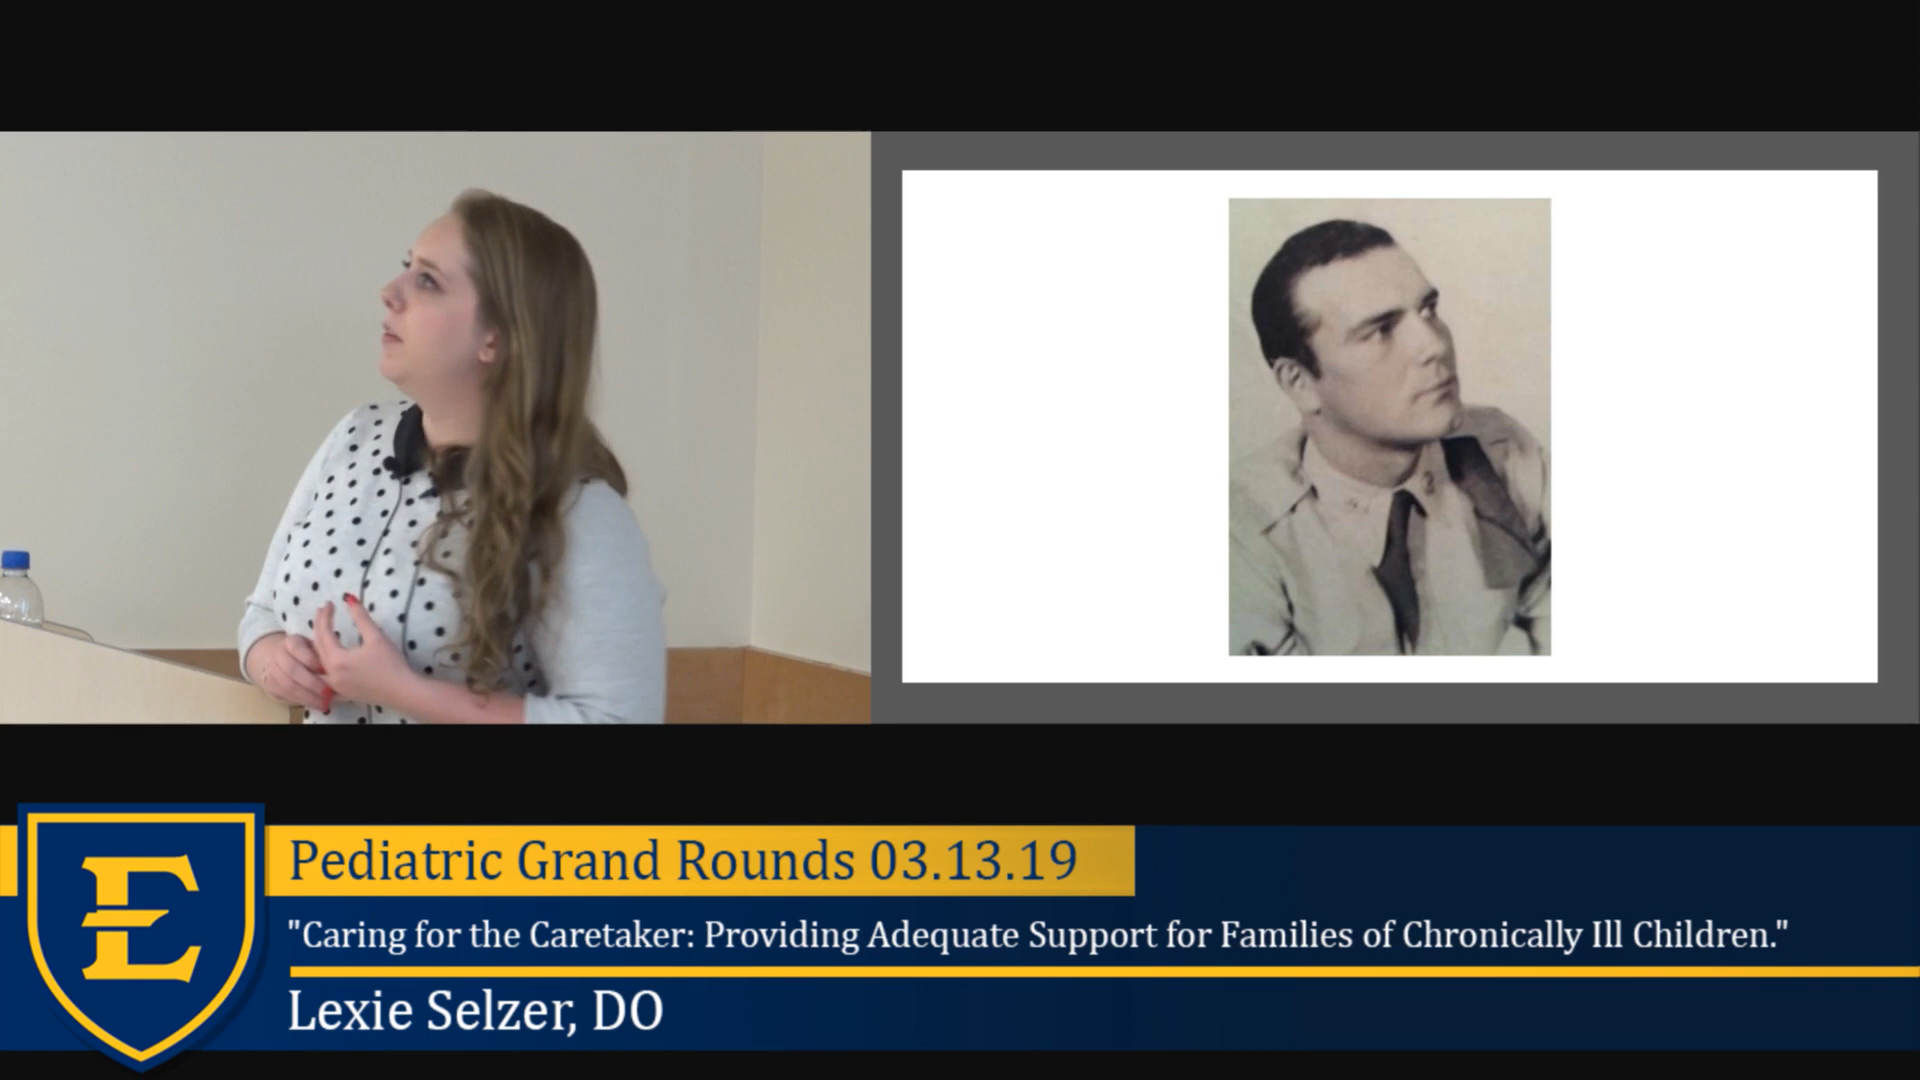 Pediatric Grand Rounds 03.13.19
"Caring for the Caretaker: Providing Adequate Support for Families of Chronically Ill Children."
Lexie Selzer, DO
E